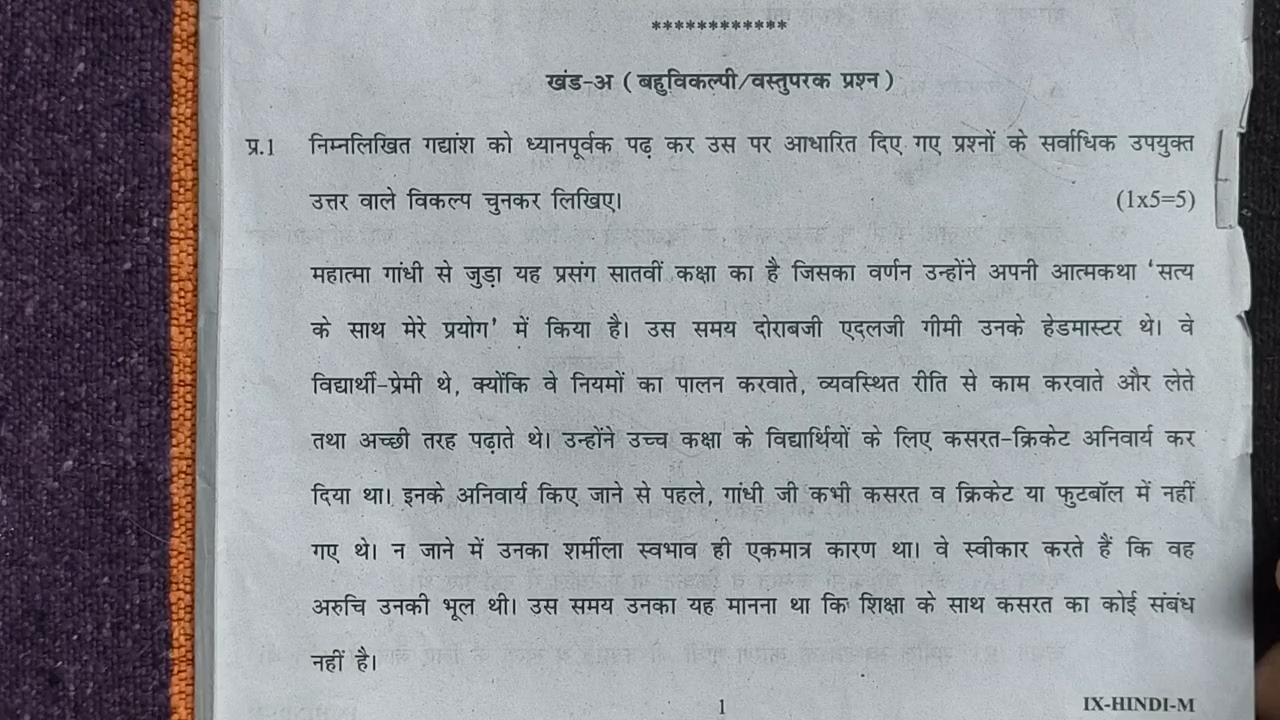 ************
खंड-अ ( बहुविकल्पी/वस्तुपरक प्रश्न )
प्र.1 निम्नलिखित गद्यांश को ध्यानपूर्वक पढ़ कर उस पर आधारित दिए गए प्रश्नों के सर्वाधिक उपयुक्त
उत्तर वाले विकल्प चुनकर लिखिए। (1x5=5)
महात्मा गांधी से जुड़ा यह प्रसंग सातवीं कक्षा का है जिसका वर्णन उन्होंने अपनी आत्मकथा ‘सत्य
के साथ मेरे प्रयोग’ में किया है। उस समय दोराबजी एदलजी गीमी उनके हेडमास्टर थे। वे
विद्यार्थी-प्रेमी थे, क्योंकि वे नियमों का पालन करवाते, व्यवस्थित रीति से काम करवाते और लेते
तथा अच्छी तरह पढ़ाते थे। उन्होंने उच्च कक्षा के विद्यार्थियों के लिए कसरत-क्रिकेट अनिवार्य कर
दिया था। इनके अनिवार्य किए जाने से पहले, गांधी जी कभी कसरत व क्रिकेट या फुटबॉल में नहीं
गए थे। न जाने में उनका शर्मीला स्वभाव ही एकमात्र कारण था। वे स्वीकार करते हैं कि वह
अरुचि उनकी भूल थी। उस समय उनका यह मानना था कि शिक्षा के साथ कसरत का कोई संबंध
नहीं है।
1 IX-HINDI-M